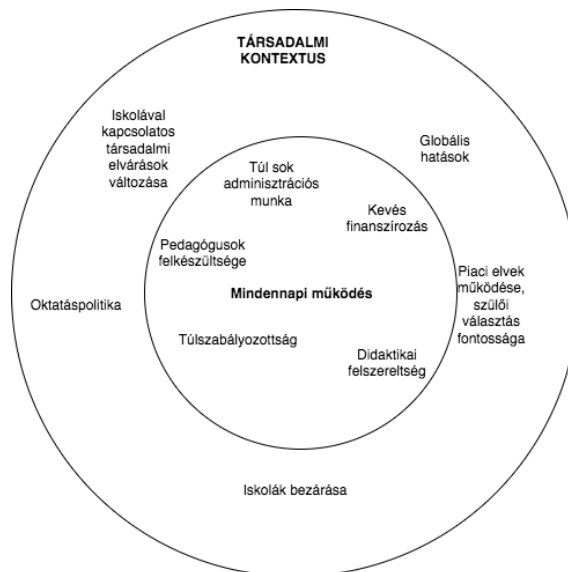 TÁRSADALMI
KONTEXTUS
Iskolával
kapcsolatos
társadalmi
elvárások
változása
Globális
hatások
Túl sok
adminisztrációs
munka
Kevés
finanszírozás
Pedagógusok
felkészültsége
Mindennapi működés
Oktatáspolitika
Piaci elvek
működése,
szülői
választás
fontossága
Túlszabályozottság
Didaktikai
felszereltség
Iskolák bezárása